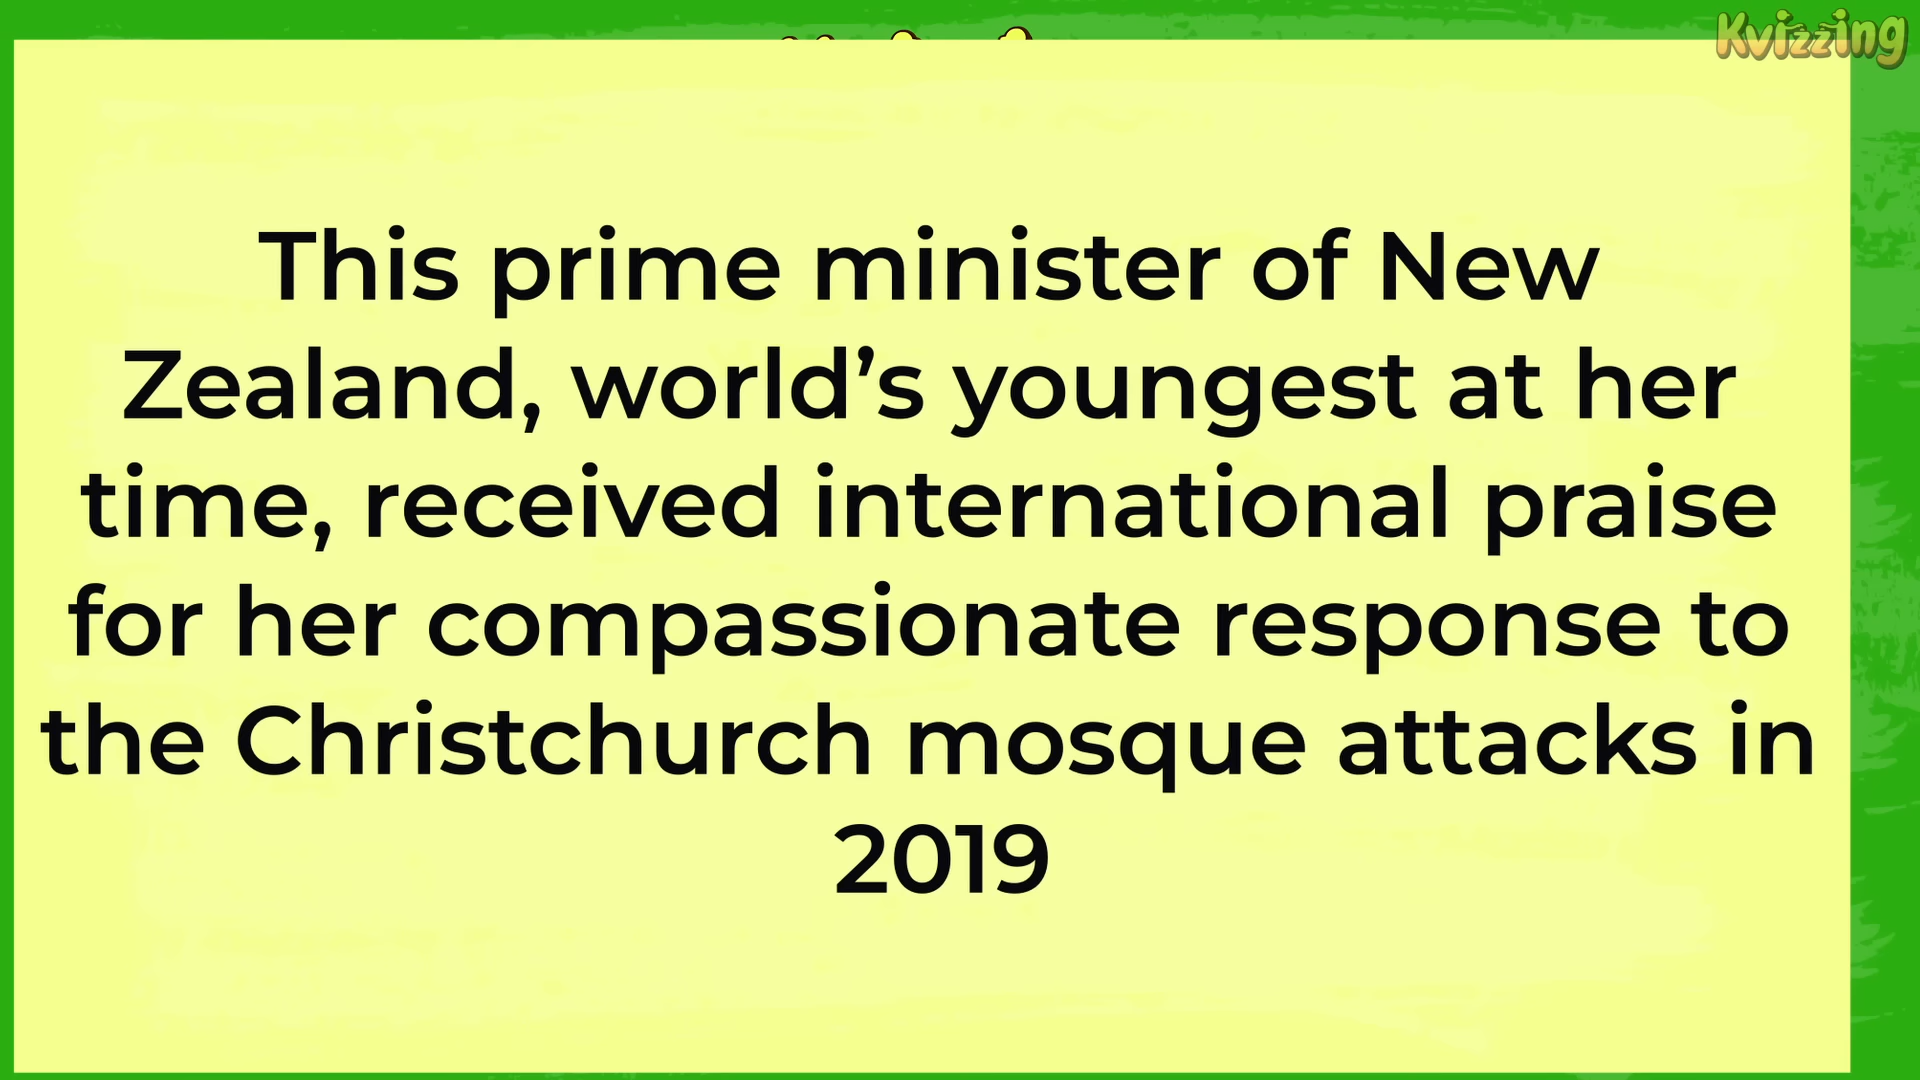 Kvizzing
This prime minister of New
Zealand, world’s youngest at her
time, received international praise
for her compassionate response to
the Christchurch mosque attacks in
2019